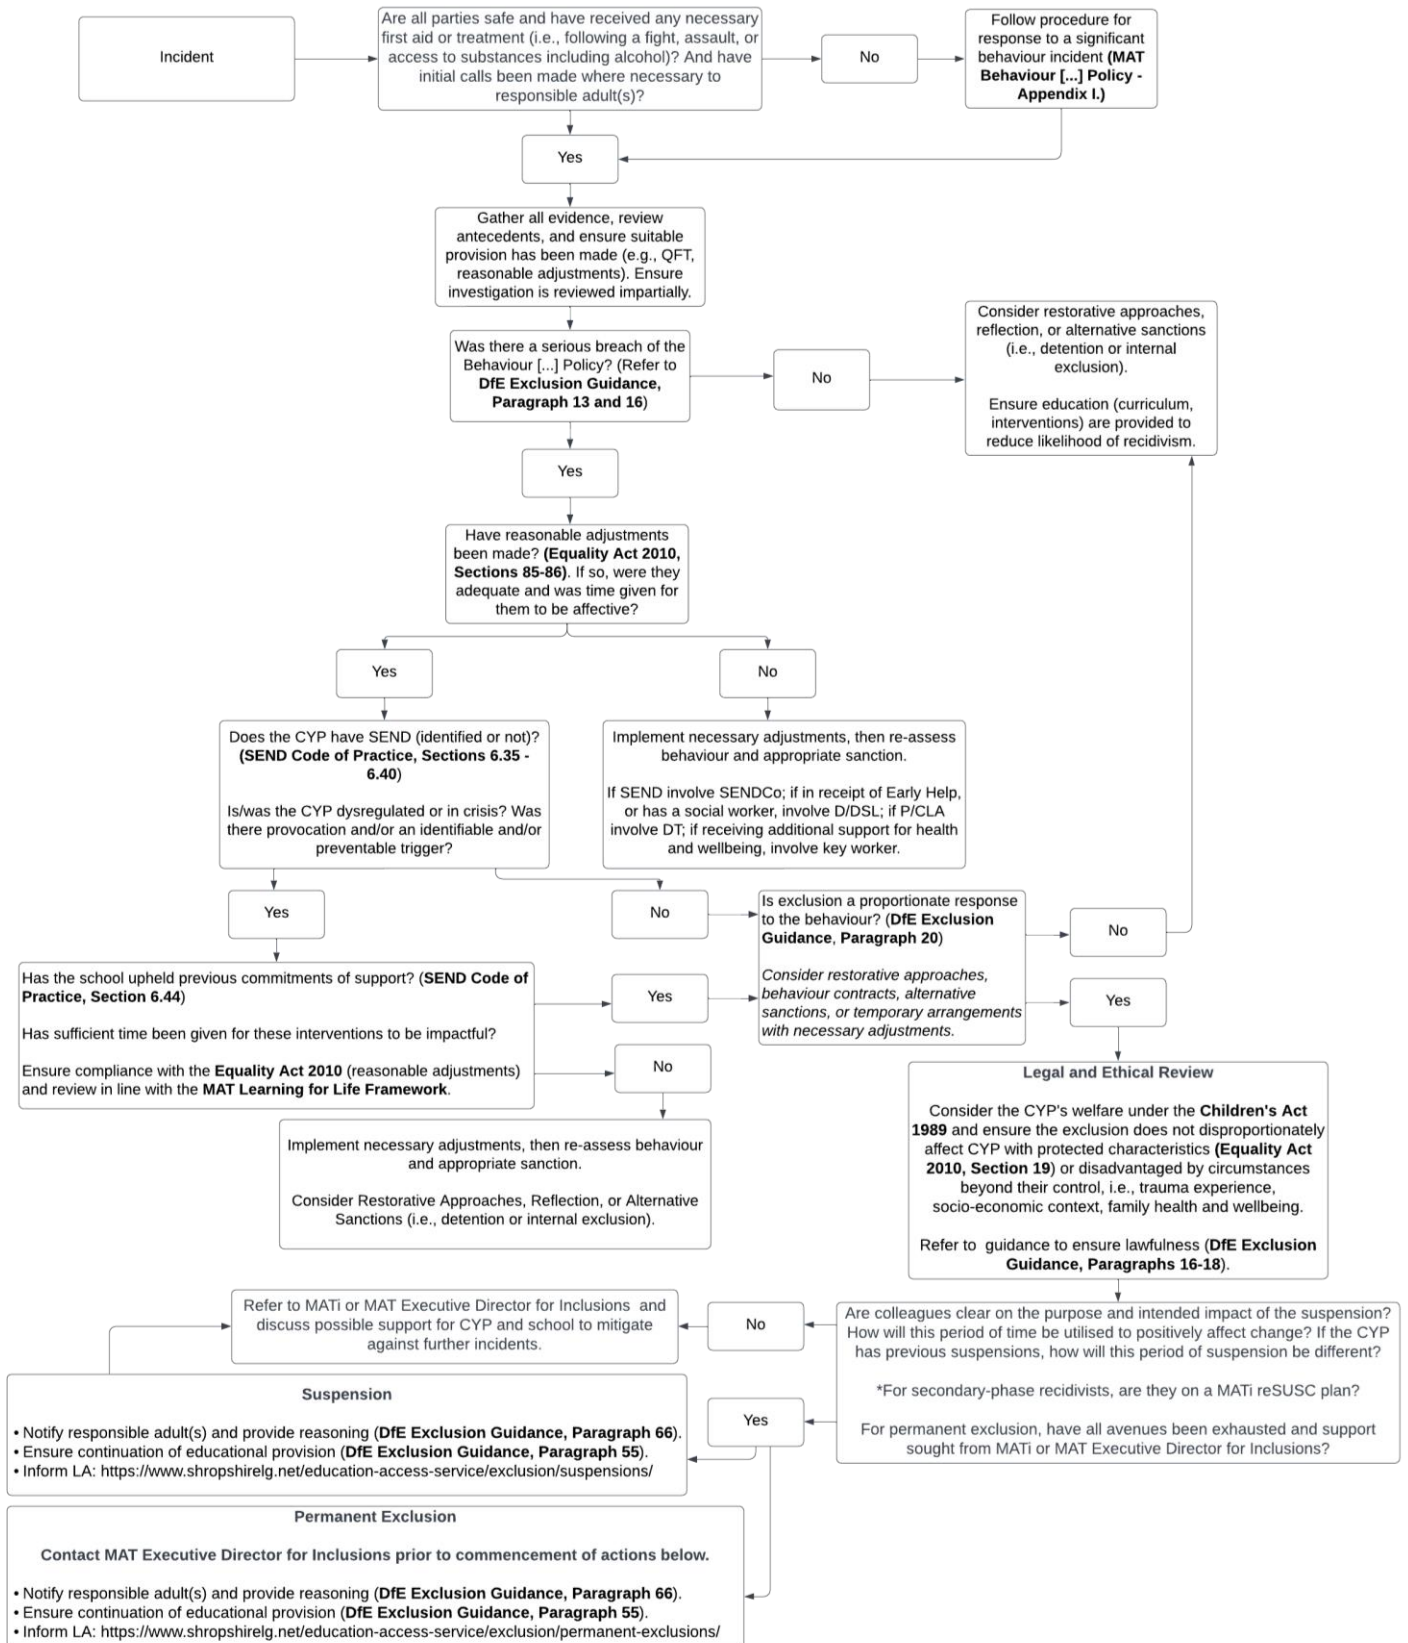 Incident
Are all parties safe and have received any necessary
first aid or treatment (i.e., following a fight, assault, or
access to substances including alcohol)? And have
initial calls been made where necessary to
responsible adult(s)?
No
Follow procedure for
response to a significant
behaviour incident (MAT
Behaviour [...] Policy -
Appendix I.)
Yes
Gather all evidence, review
antecedents, and ensure suitable
provision has been made (e.g., QFT,
reasonable adjustments). Ensure
investigation is reviewed impartially.
Was there a serious breach of the
Behaviour [...] Policy? (Refer to
DfE Exclusion Guidance,
Paragraph 13 and 16)
No
Consider restorative approaches,
reflection, or alternative sanctions
(i.e., detention or internal
exclusion).
Ensure education (curriculum,
interventions) are provided to
reduce likelihood of recidivism.
Yes
Have reasonable adjustments
been made? (Equality Act 2010,
Sections 85-86). If so, were they
adequate and was time given for
them to be affective?
Yes
No
Does the CYP have SEND (identified or not)?
(SEND Code of Practice, Sections 6.35 -
6.40)
Is/was the CYP dysregulated or in crisis? Was
there provocation and/or an identifiable and/or
preventable trigger?
Implement necessary adjustments, then re-assess
behaviour and appropriate sanction.
If SEND involve SENDCo; if in receipt of Early Help,
or has a social worker, involve D/DSL; if P/CLA
involve DT; if receiving additional support for health
and wellbeing, involve key worker.
Yes
No
Is exclusion a proportionate response
to the behaviour? (DfE Exclusion
Guidance, Paragraph 20)
Consider restorative approaches,
behaviour contracts, alternative
sanctions, or temporary arrangements
with necessary adjustments.
No
Yes
Has the school upheld previous commitments of support? (SEND Code of
Practice, Section 6.44)
Has sufficient time been given for these interventions to be impactful?
Ensure compliance with the Equality Act 2010 (reasonable adjustments)
and review in line with the MAT Learning for Life Framework.
Yes
No
Implement necessary adjustments, then re-assess behaviour
and appropriate sanction.
Consider Restorative Approaches, Reflection, or Alternative
Sanctions (i.e., detention or internal exclusion).
Legal and Ethical Review
Consider the CYP's welfare under the Children's Act
1989 and ensure the exclusion does not disproportionately
affect CYP with protected characteristics (Equality Act
2010, Section 19) or disadvantaged by circumstances
beyond their control, i.e., trauma experience,
socio-economic context, family health and wellbeing.
Refer to guidance to ensure lawfulness (DfE Exclusion
Guidance, Paragraphs 16-18).
Are colleagues clear on the purpose and intended impact of the suspension?
How will this period of time be utilised to positively affect change? If the CYP
has previous suspensions, how will this period of suspension be different?
*For secondary-phase recidivists, are they on a MATi reSUSC plan?
For permanent exclusion, have all avenues been exhausted and support
sought from MATi or MAT Executive Director for Inclusions?
No
Refer to MATi or MAT Executive Director for Inclusions and
discuss possible support for CYP and school to mitigate
against further incidents.
Yes
Suspension
• Notify responsible adult(s) and provide reasoning (DfE Exclusion Guidance, Paragraph 66).
• Ensure continuation of educational provision (DfE Exclusion Guidance, Paragraph 55).
• Inform LA: https://www.shropshirelg.net/education-access-service/exclusion/suspensions/
Permanent Exclusion
Contact MAT Executive Director for Inclusions prior to commencement of actions below.
• Notify responsible adult(s) and provide reasoning (DfE Exclusion Guidance, Paragraph 66).
• Ensure continuation of educational provision (DfE Exclusion Guidance, Paragraph 55).
• Inform LA: https://www.shropshirelg.net/education-access-service/exclusion/permanent-exclusions/